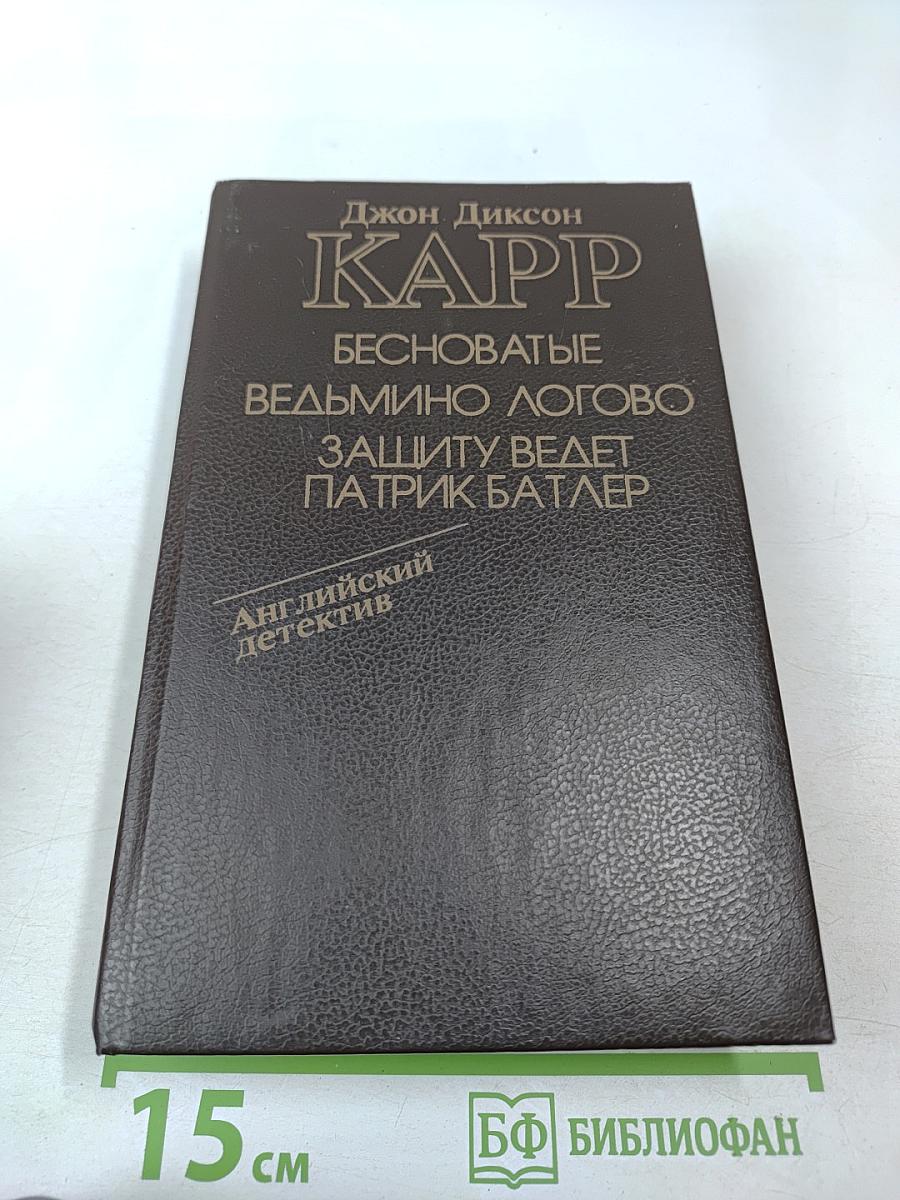 Джон Диксон
КАРР
БЕСНОВАТЫЕ
ВЕДЬМИНО ЛОГОВО
ЗАЩИТУ ВЕДЕТ
ПАТРИК БАТЛЕР
Английский
детектив
15 см
БФ БИБЛИОФАН